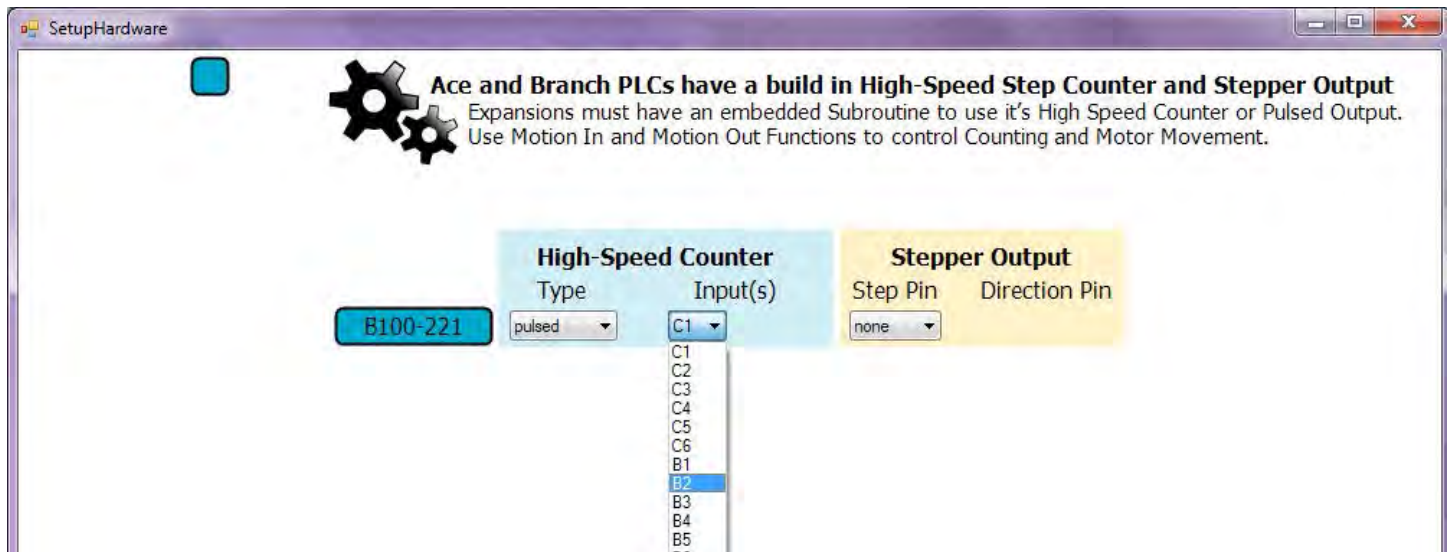 SetupHardware
Ace and Branch PLCs have a build in High-Speed Step Counter and Stepper Output
Expansions must have an embedded Subroutine to use it's High Speed Counter or Pulsed Output.
Use Motion In and Motion Out Functions to control Counting and Motor Movement.
High-Speed Counter
Stepper Output
Type
Input(s)
Step Pin
Direction Pin
B100-221
pulsed
C1
none
C1
C2
C3
C4
C5
C6
B1
B2
B3
B4
B5